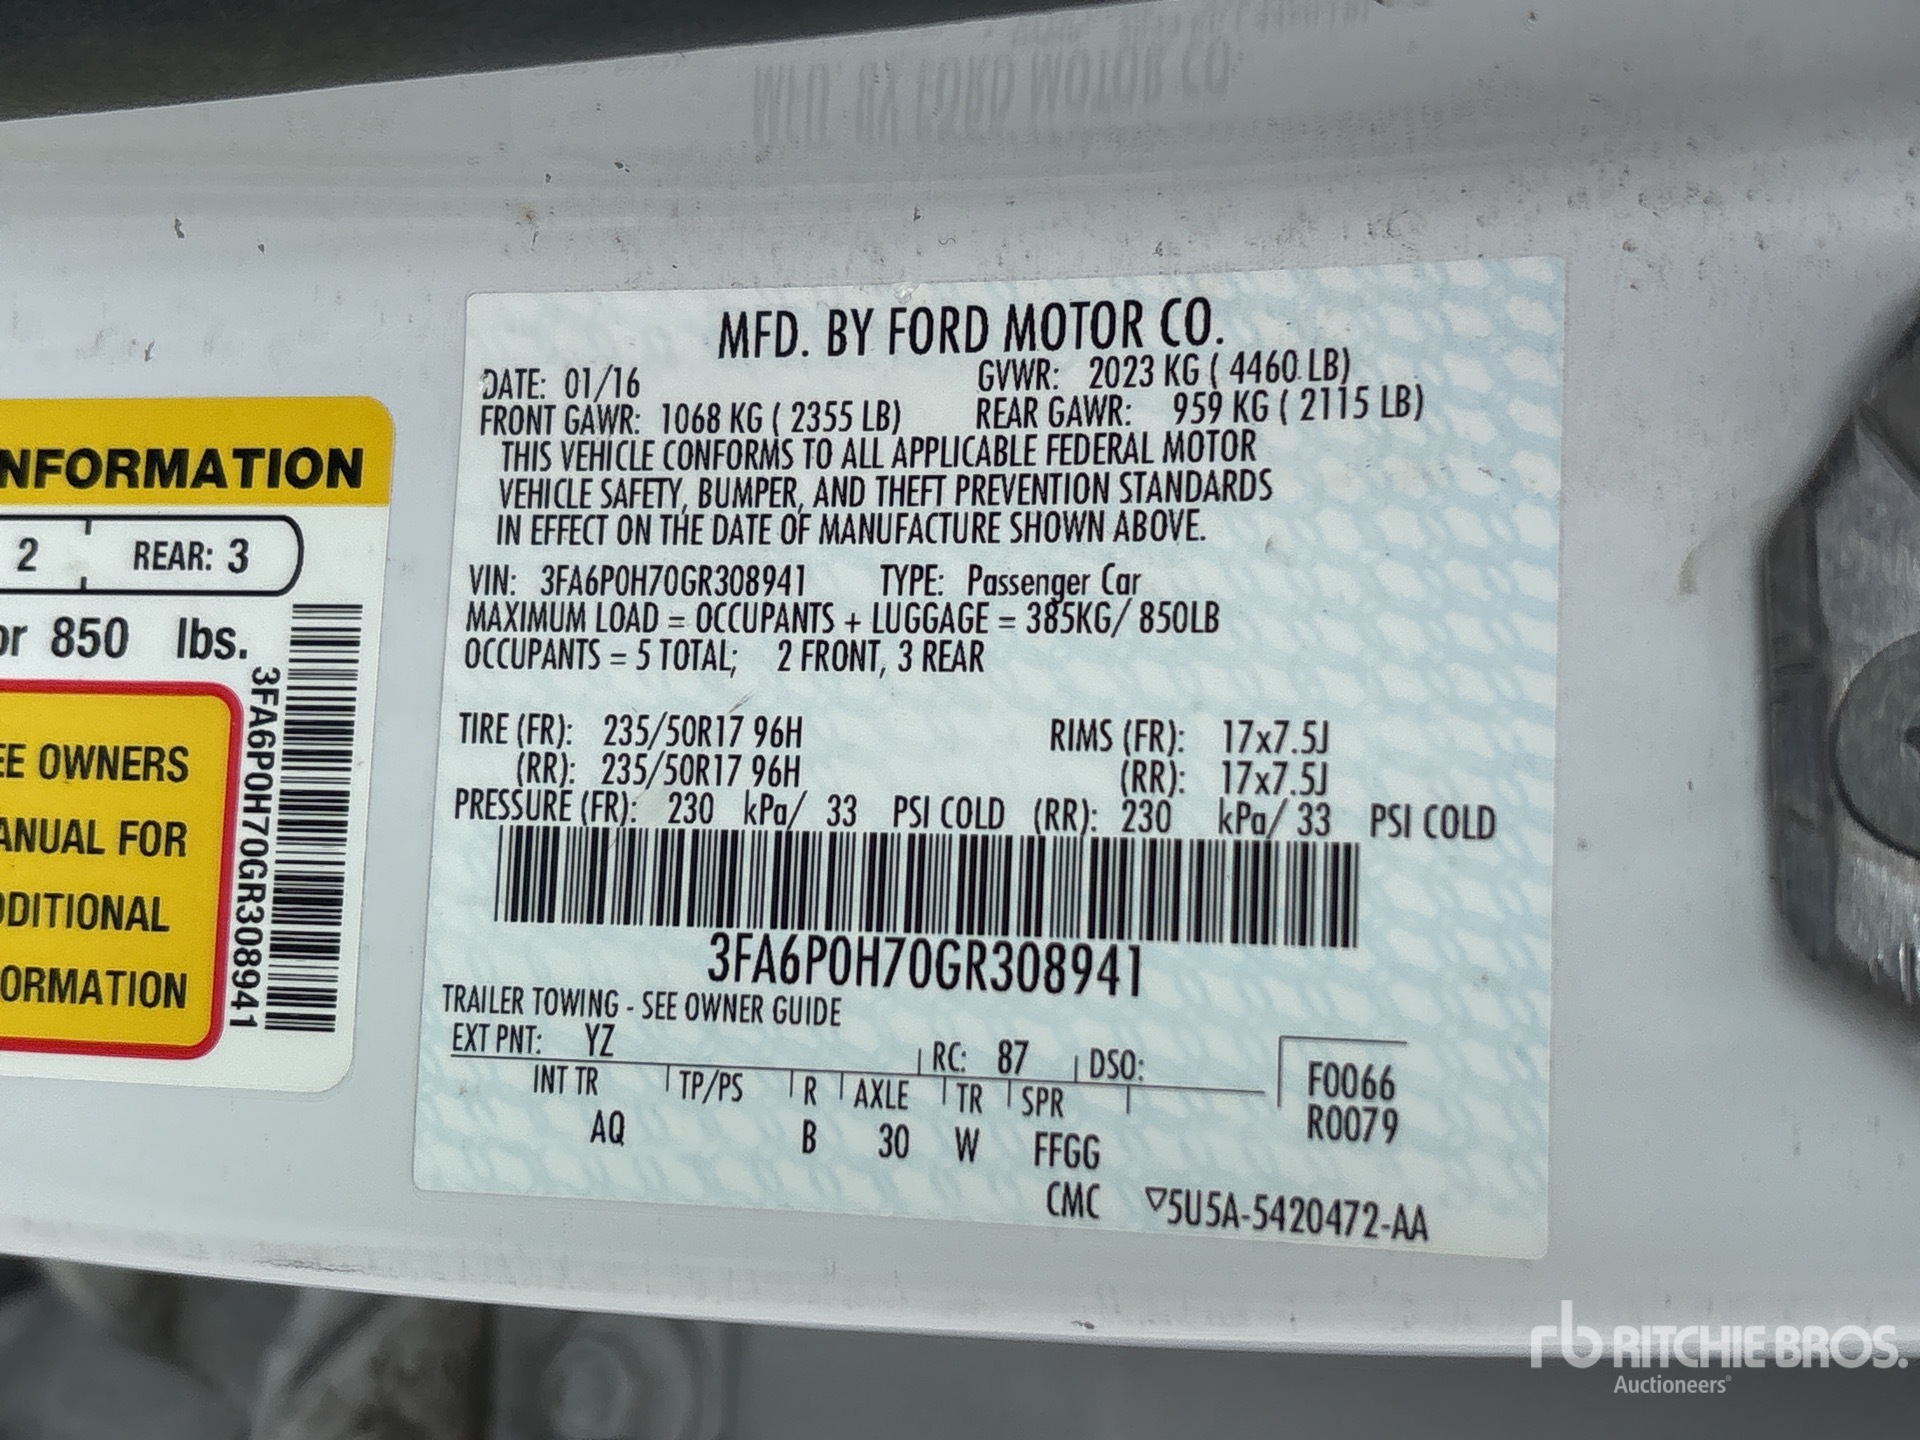 MFD. BY FORD MOTOR CO.
DATE: 01/16 GVWR: 2023 KG ( 4460 LB)
FRONT GAWR: 1068 KG ( 2355 LB) REAR GAWR: 959 KG ( 2115 LB)
THIS VEHICLE CONFORMS TO ALL APPLICABLE FEDERAL MOTOR
VEHICLE SAFETY, BUMPER, AND THEFT PREVENTION STANDARDS
IN EFFECT ON THE DATE OF MANUFACTURE SHOWN ABOVE.
VIN: 3FA6P0H70GR308941 TYPE: Passenger Car
MAXIMUM LOAD = OCCUPANTS + LUGGAGE = 385KG/ 850LB
OCCUPANTS = 5 TOTAL; 2 FRONT, 3 REAR
TIRE (FR): 235/50R17 96H RIMS (FR): 17x7.5J
(RR): 235/50R17 96H (RR): 17x7.5J
PRESSURE (FR): 230 kPa/ 33 PSI COLD (RR): 230 kPa/ 33 PSI COLD
3FA6P0H70GR308941
TRAILER TOWING - SEE OWNER GUIDE
EXT PNT: YZ RC: 87 DSO:
INT TR TP/PS R AXLE TR SPR
AQ B 30 W FFGG
F0066
R0079
CMC ▽5U5A-5420472-AA
NFORMATION
2 REAR: 3
or 850 lbs.
EE OWNERS
ANUAL FOR
DDITIONAL
ORMATION
3FA6P0H70GR308941
rb RITCHIE BROS.
Auctioneers